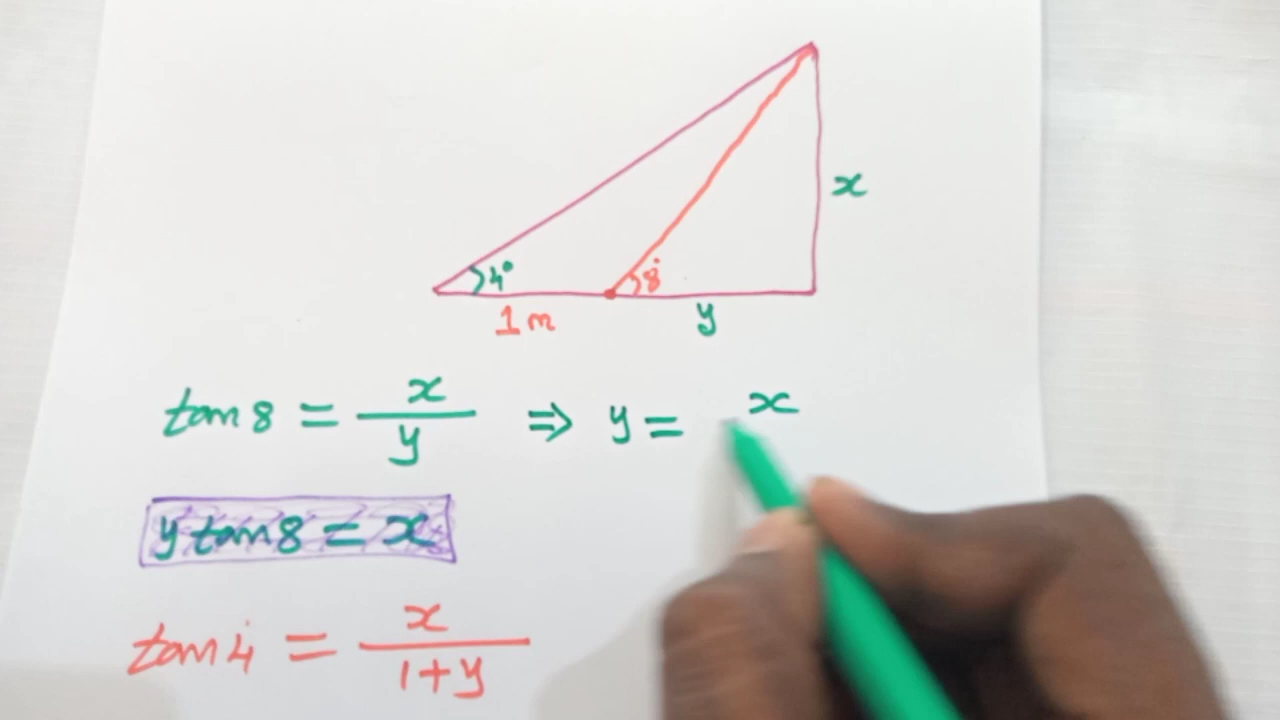 x
4°
8°
1m
y
tan 8 = x / y ⇒ y = x
y tan 8 = x
tan 4 = x / 1+y